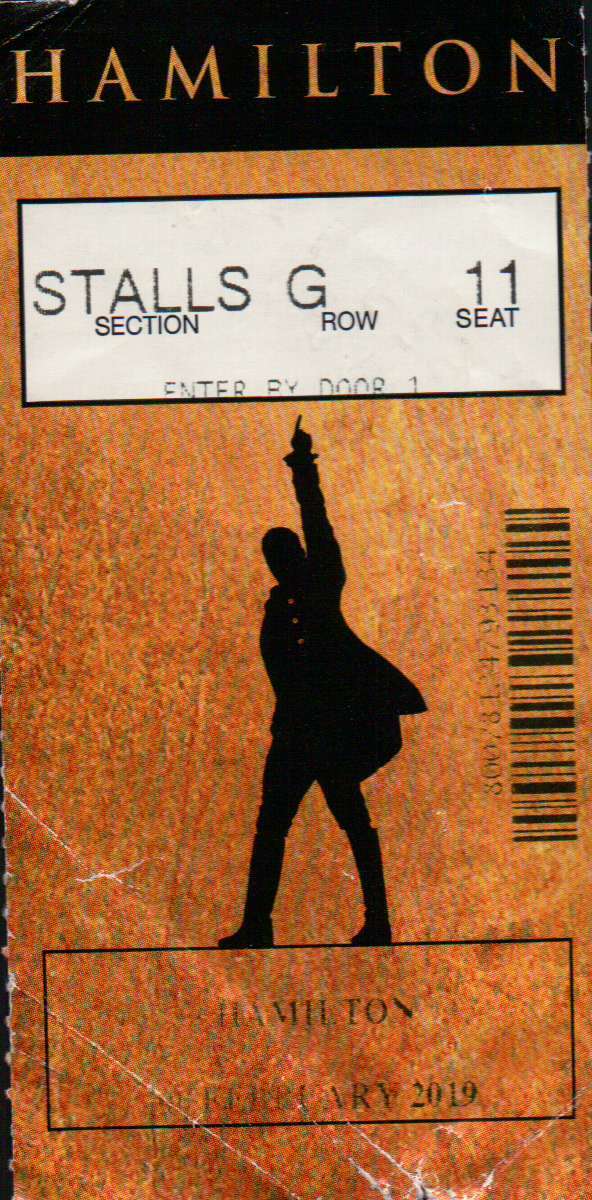 HAMILTON
STALLS G 11
SECTION ROW SEAT
ENTER BY DOOR 1
HAMILTON
FEBRUARY 2019